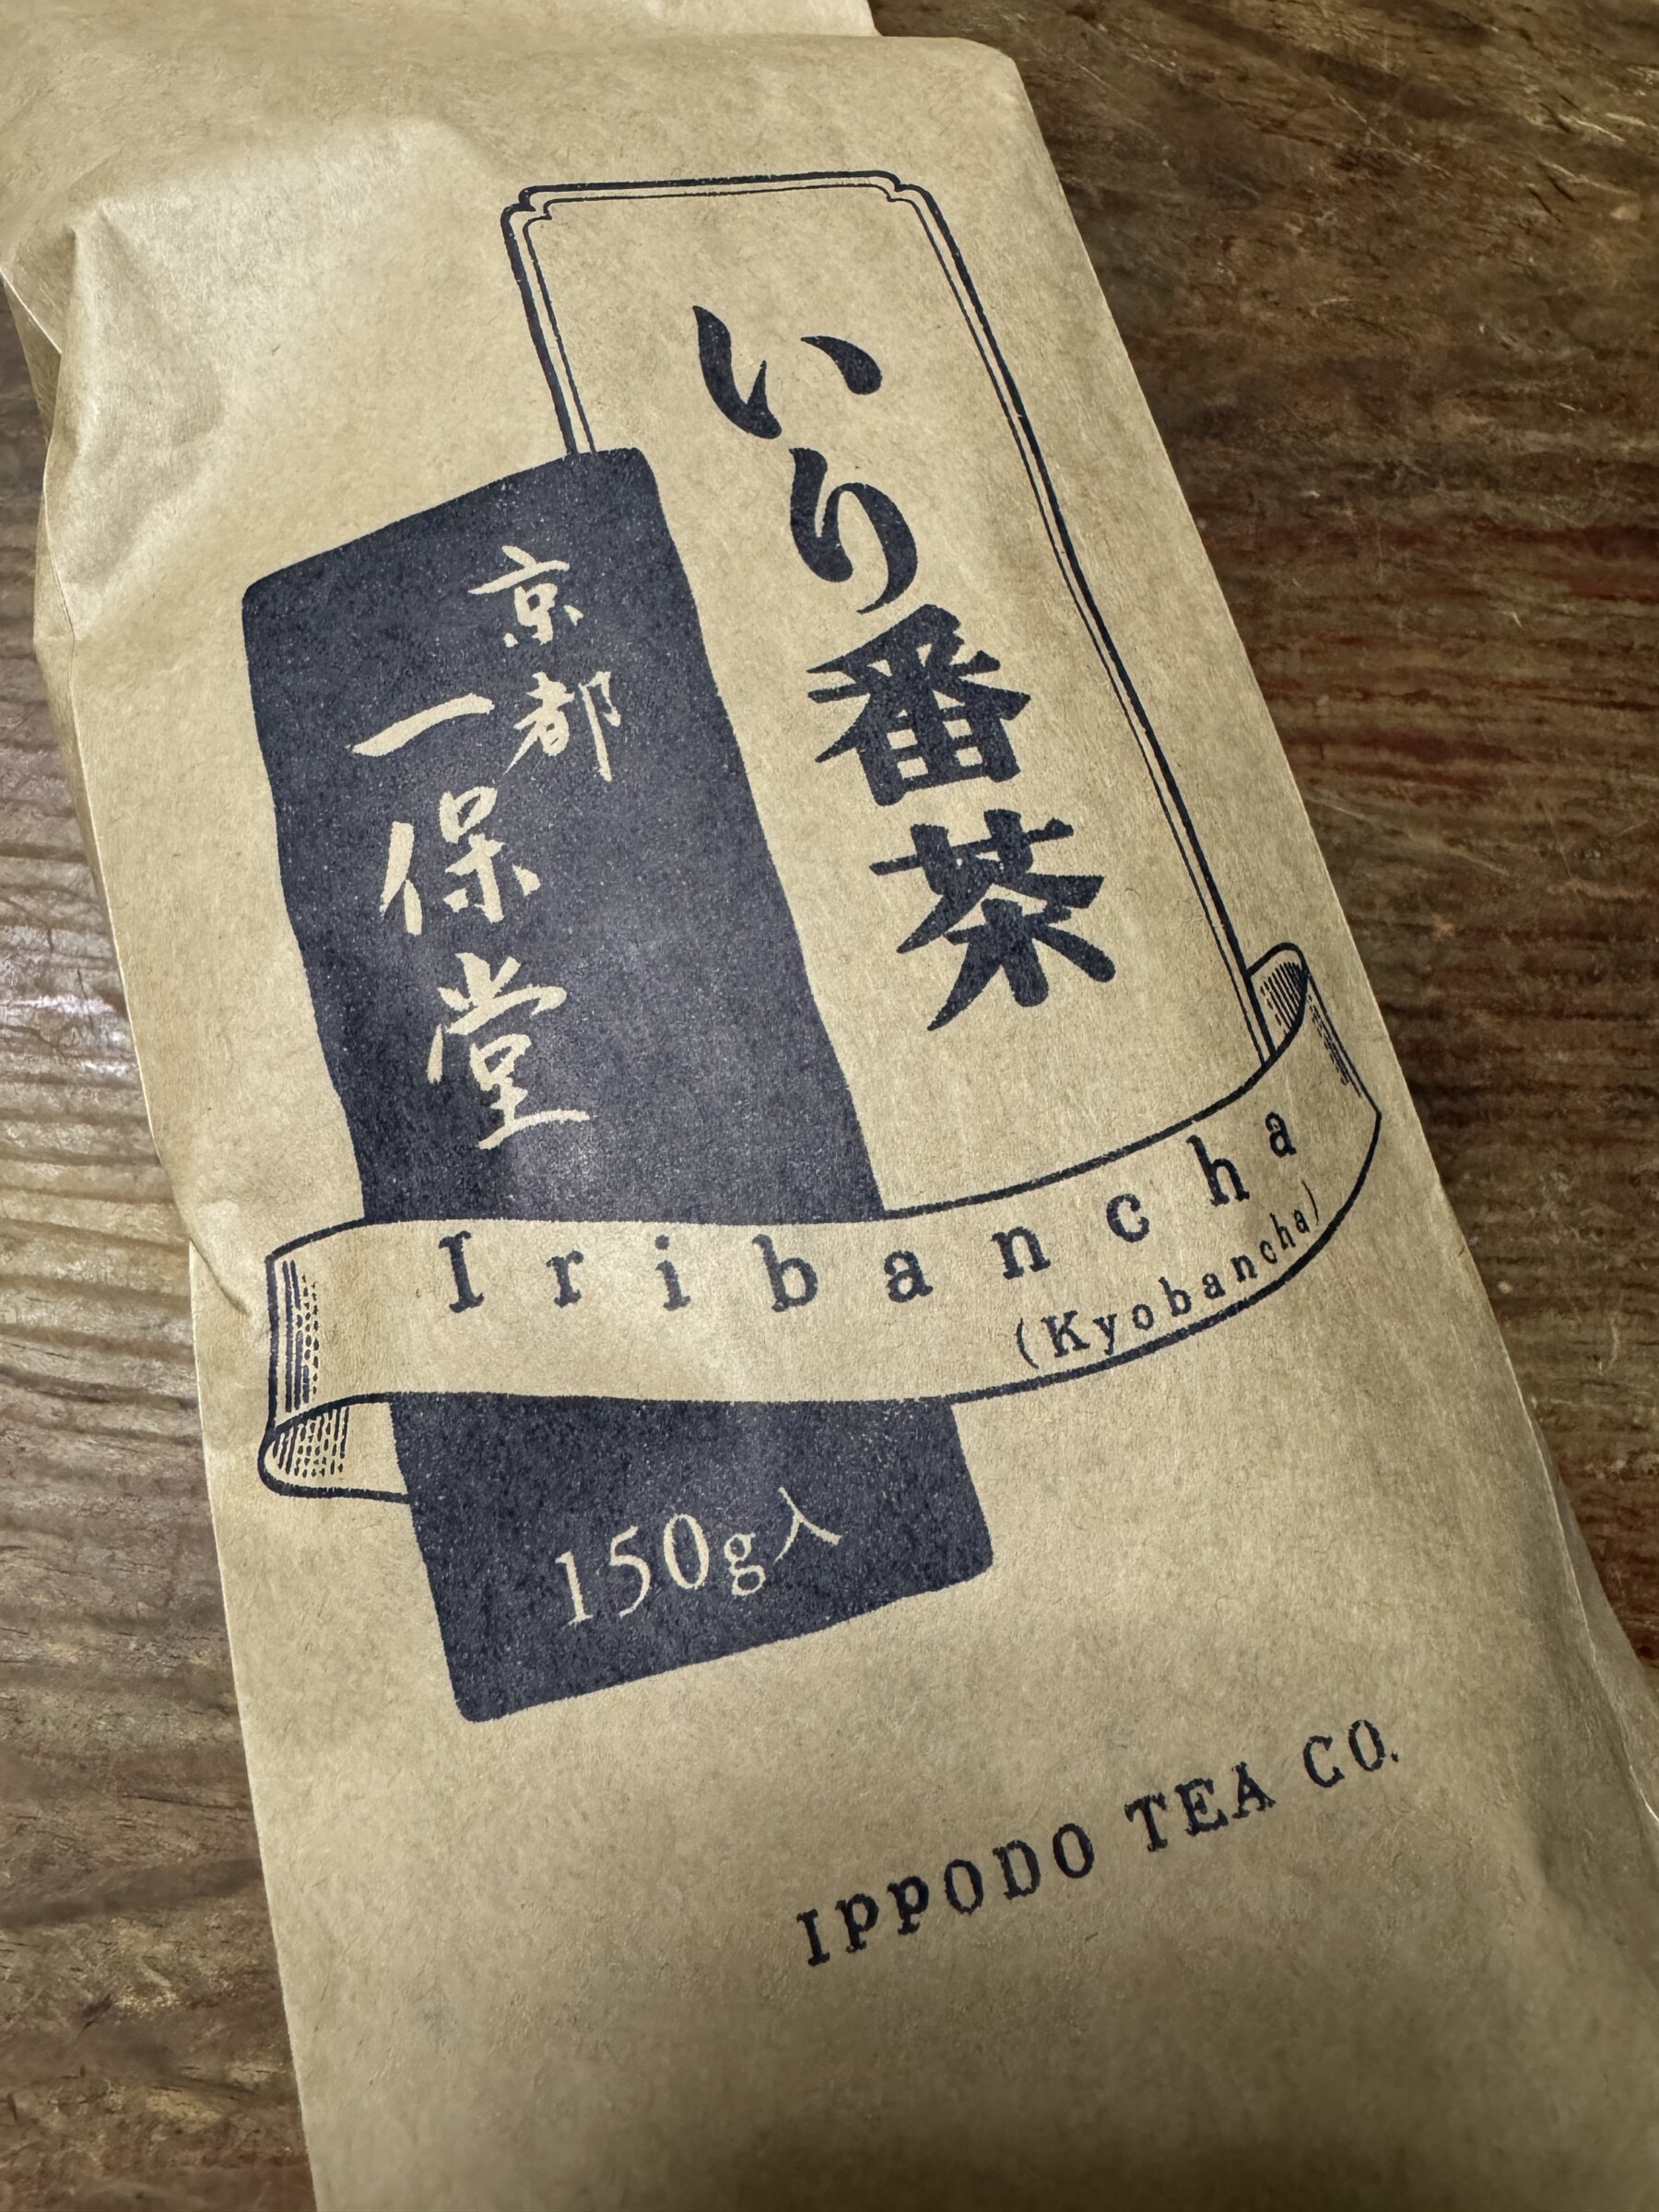 いり番茶
京都
一保堂
Iribancha
(Kyobancha)
150g入
IPPODO TEA CO.